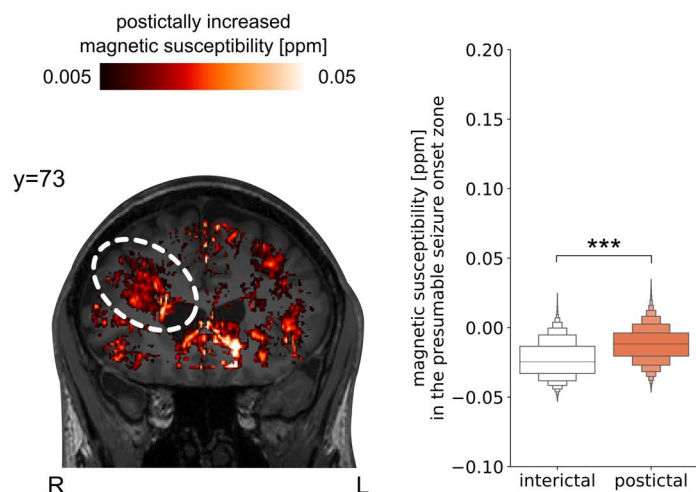 postictally increased
magnetic susceptibility [ppm]
0.005 0.05
y=73
R L
magnetic susceptibility [ppm]
in the presumable seizure onset zone
0.20
0.15
0.10
0.05
0.00
−0.05
−0.10
***
interictal postictal